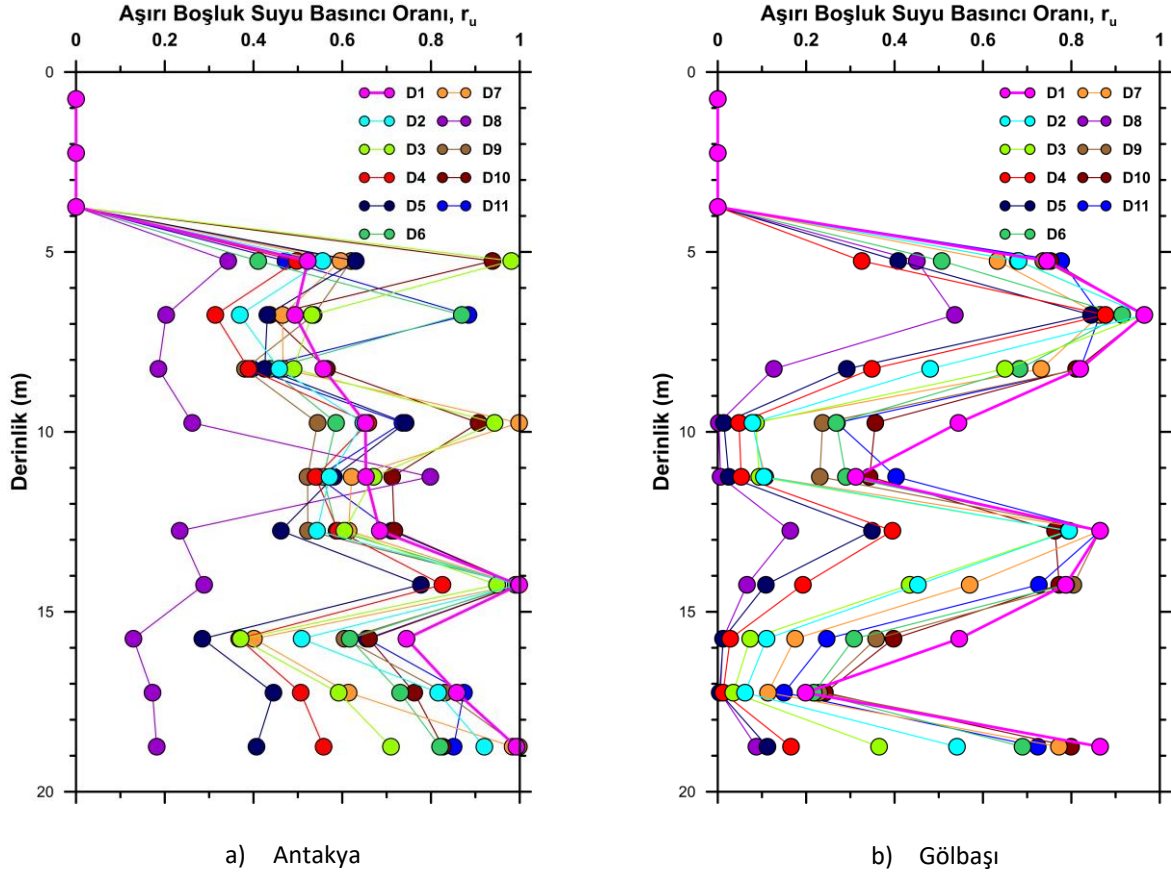 Aşırı Boşluk Suyu Basıncı Oranı, r_u
0 0.2 0.4 0.6 0.8 1
Derinlik (m)
0
5
10
15
20
D1 D7
D2 D8
D3 D9
D4 D10
D5 D11
D6
a) Antakya
Aşırı Boşluk Suyu Basıncı Oranı, r_u
0 0.2 0.4 0.6 0.8 1
Derinlik (m)
0
5
10
15
20
D1 D7
D2 D8
D3 D9
D4 D10
D5 D11
D6
b) Gölbaşı